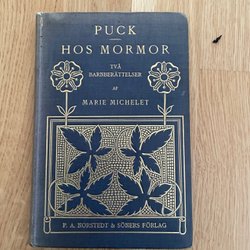 PUCK
HOS MORMOR
TVÅ
BARNBERÄTTELSER
AF
MARIE MICHELET
P. A. NORSTEDT & SÖNERS FÖRLAG